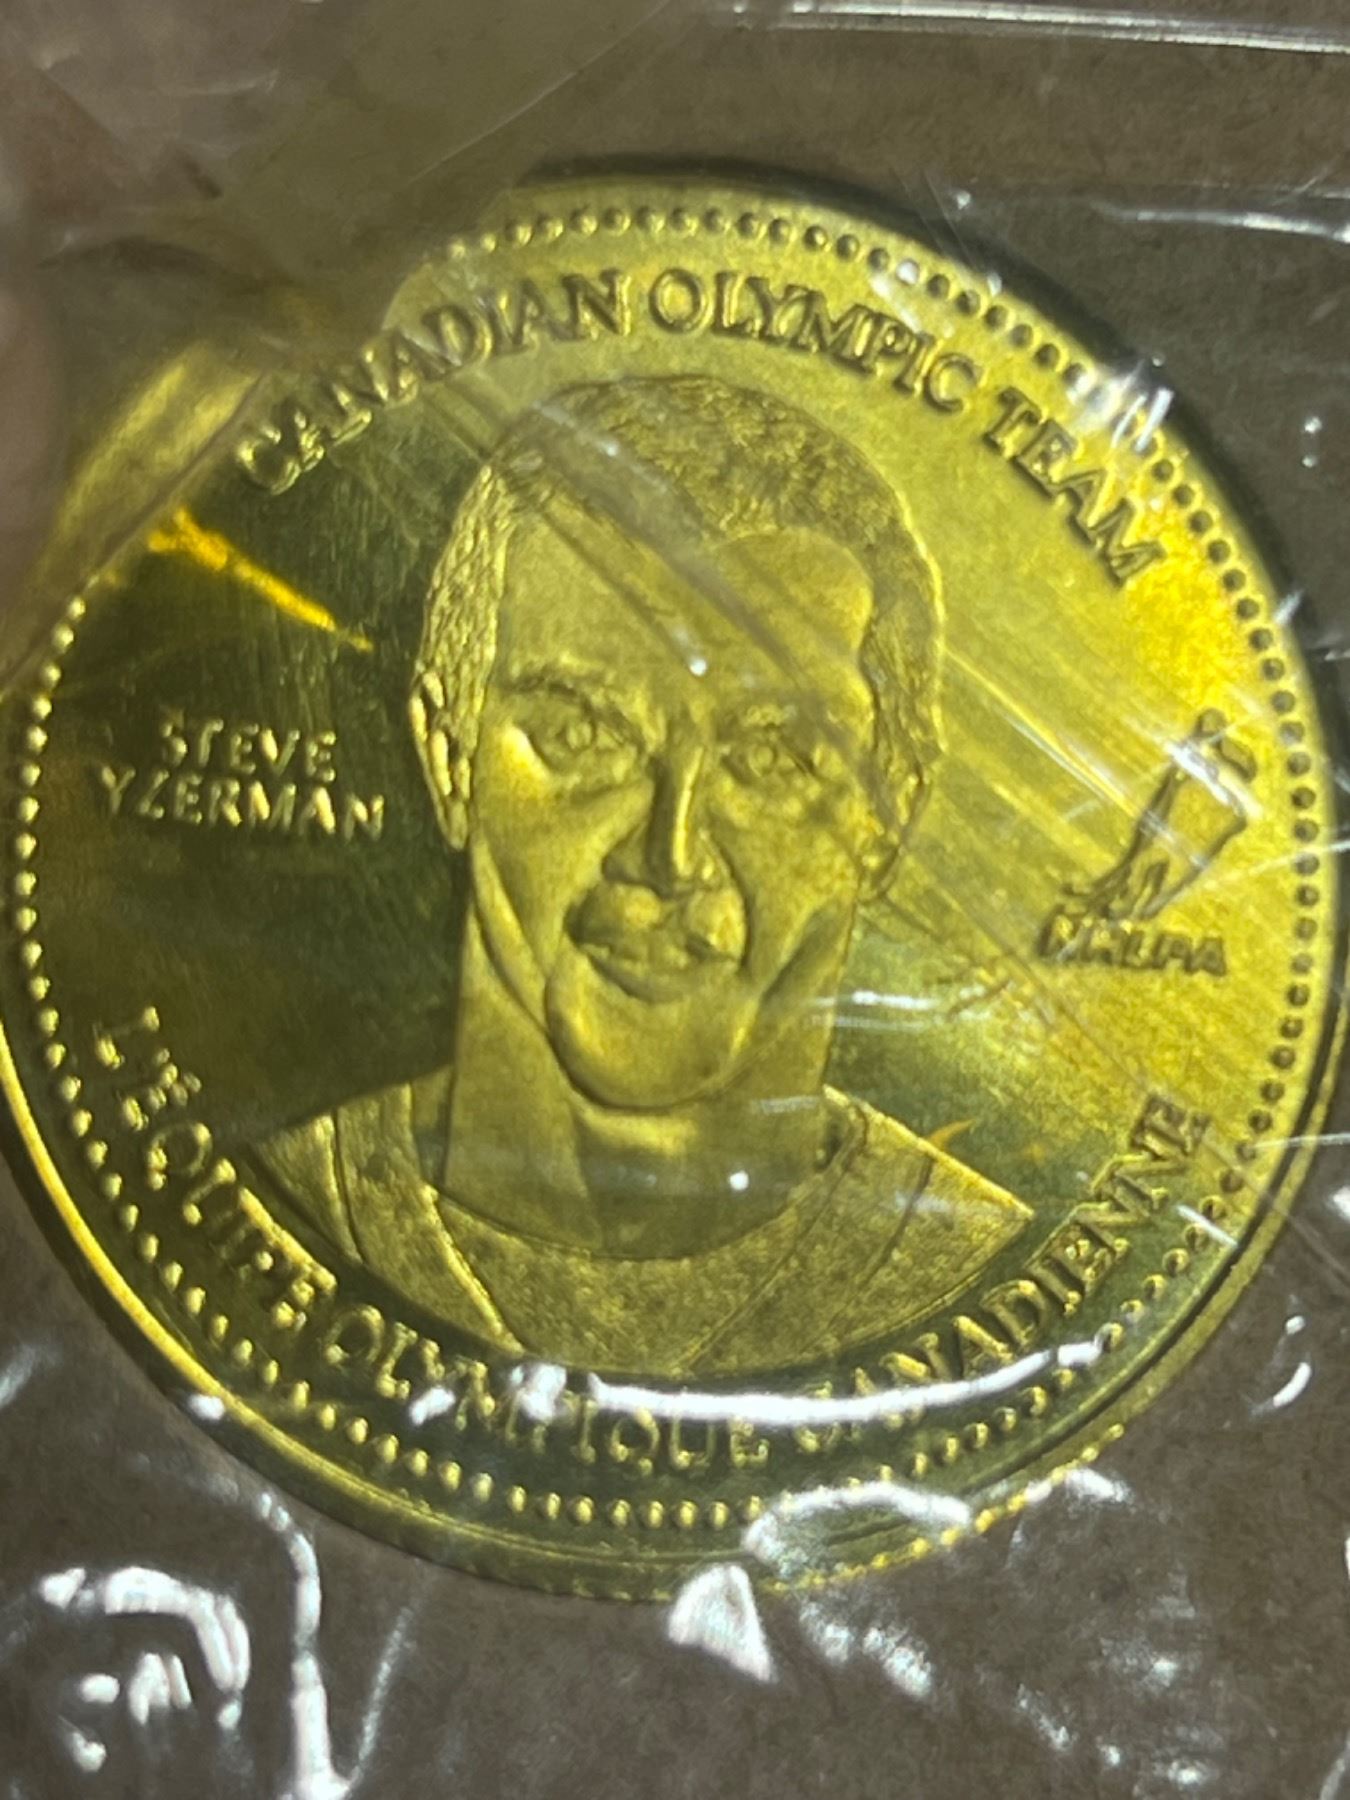 CANADIAN OLYMPIC TEAM
STEVE
YZERMAN
NHLPA
L'ÉQUIPE OLYMPIQUE CANADIENNE